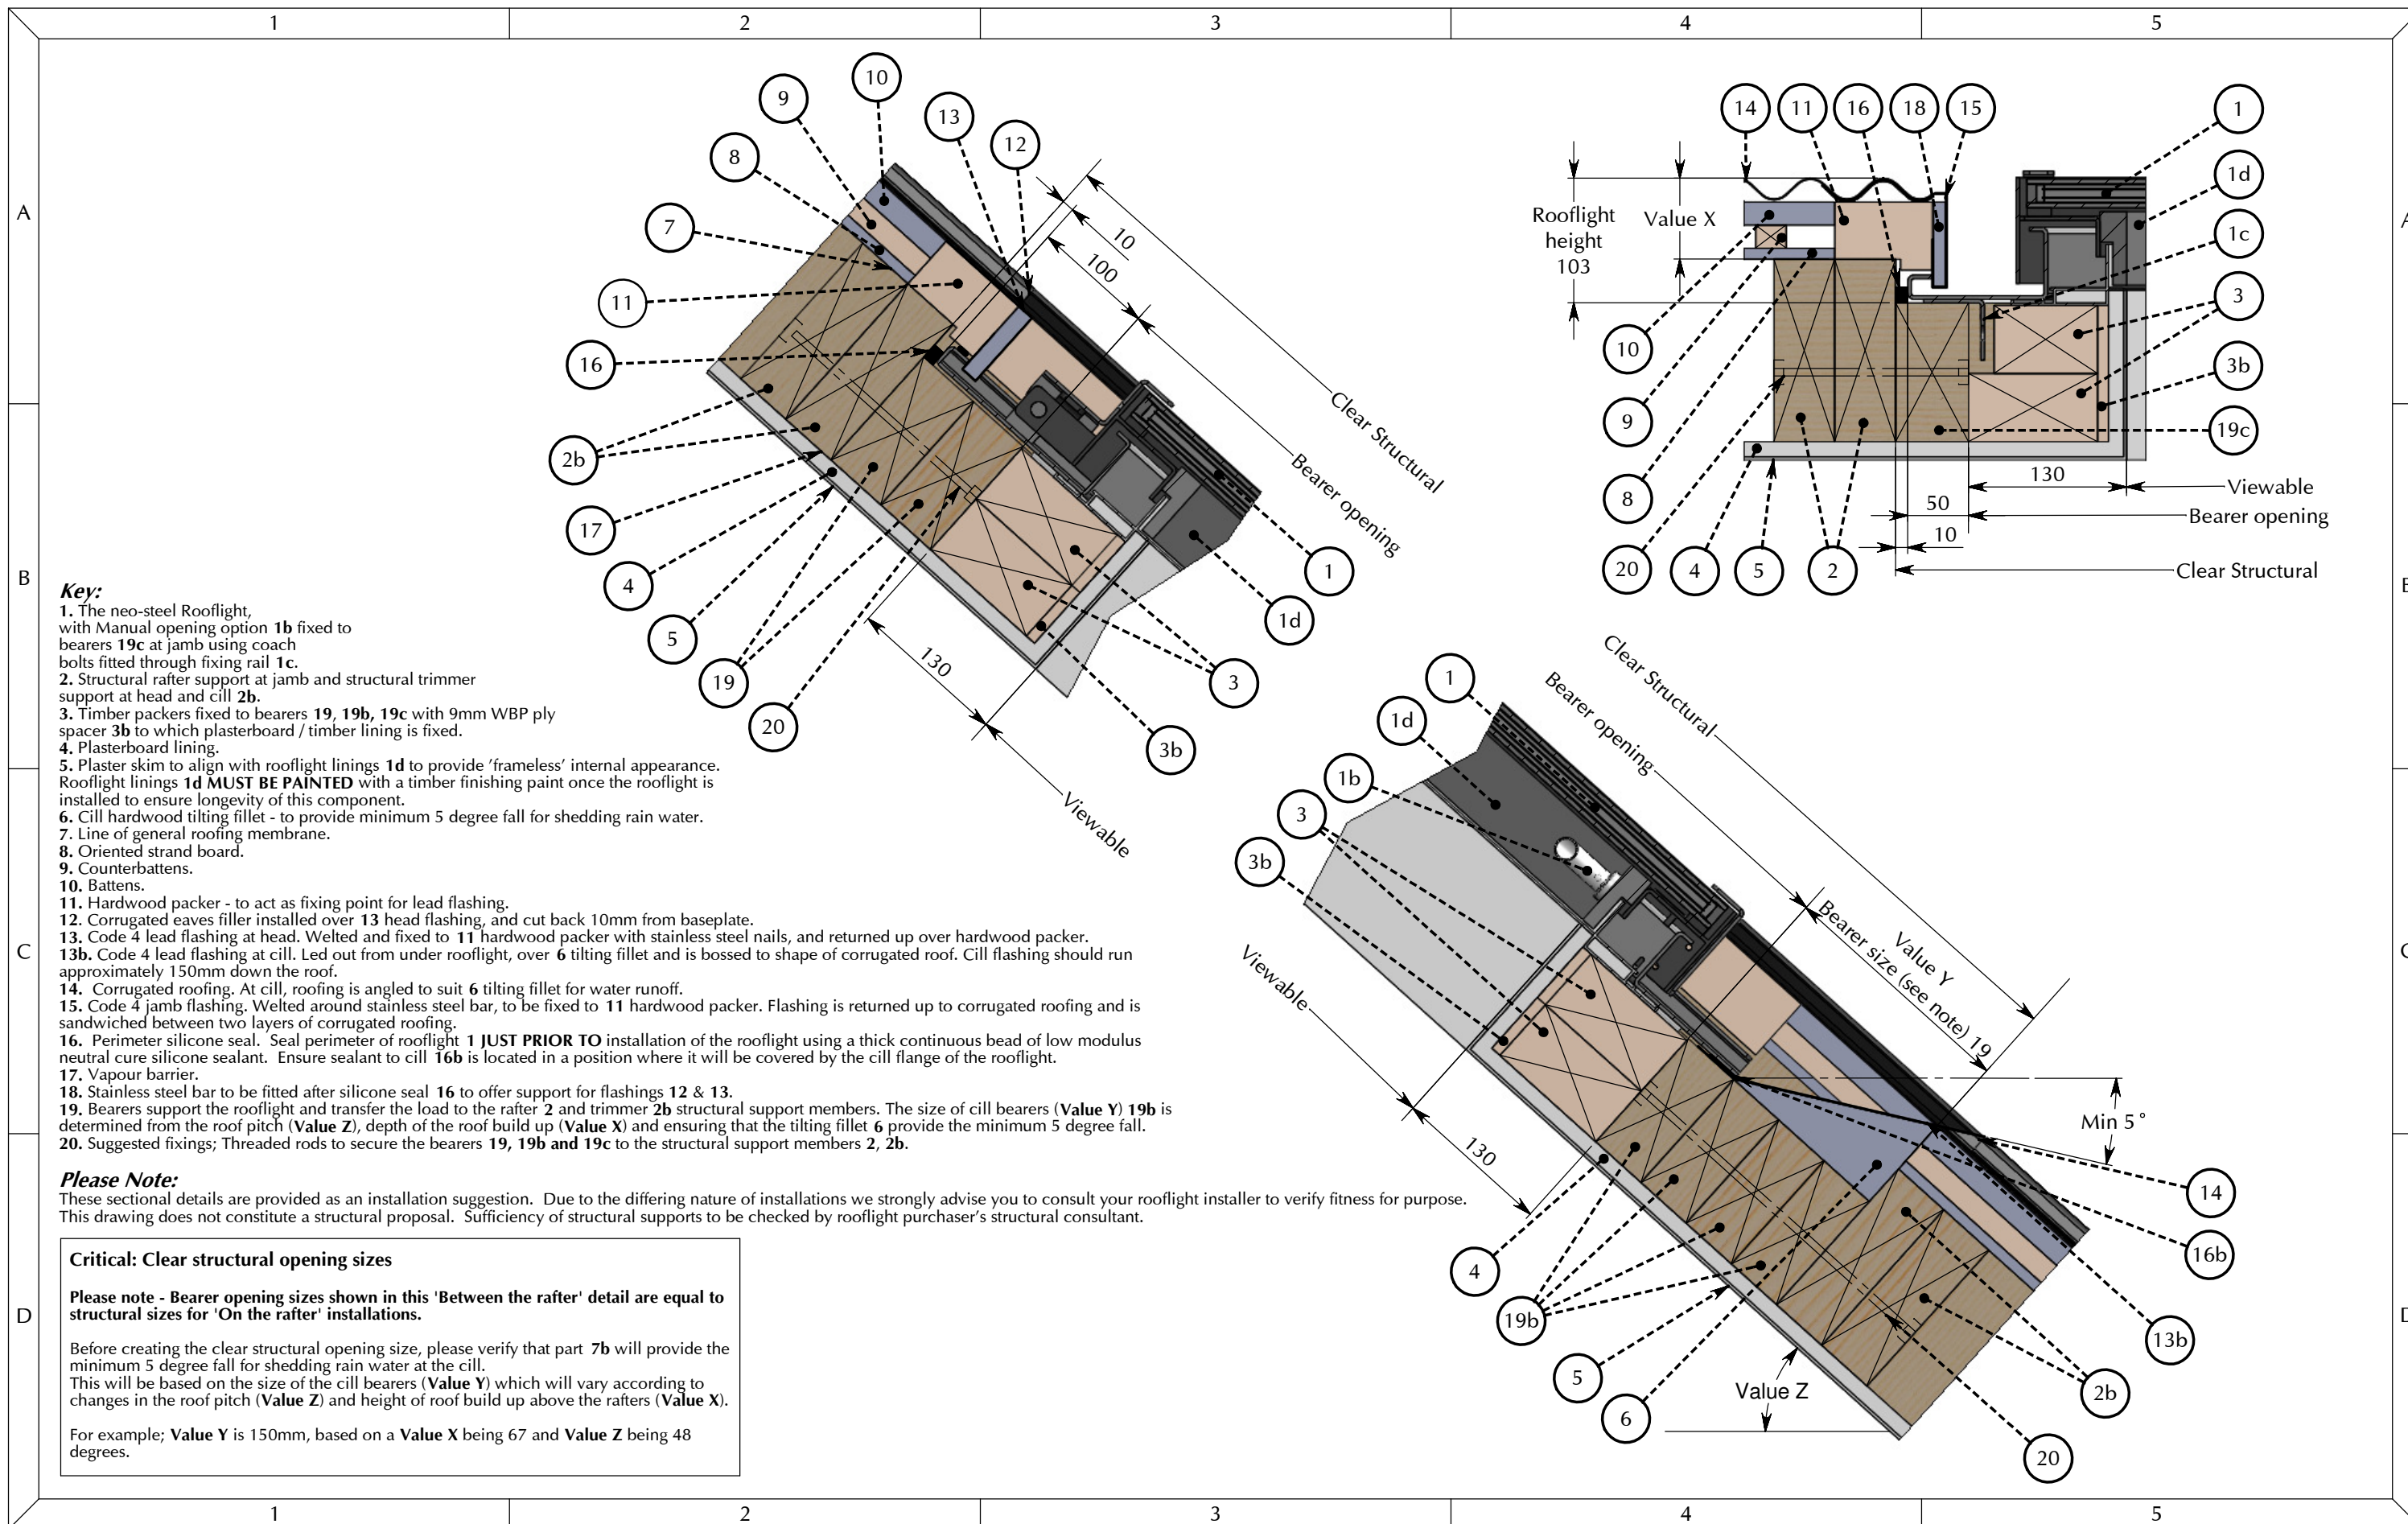 1 2 3 4 5
A
B
C
D
A
B
C
D
1 2 3 4 5
9
10
13
12
8
7
11
16
2b
17
4
5
19
20
3
3b
1d
1
10
100
130
Clear Structural
Bearer opening
Viewable
14
11
16
18
15
1
1d
1c
3
3b
19c
Rooflight
height
103
Value X
10
9
8
20
4
5
2
130
50
10
Viewable
Bearer opening
Clear Structural
1
1d
1b
3
3b
Clear Structural
Bearer opening
Value Y
Bearer size (see note) 19
Viewable
130
Min 5°
14
16b
13b
2b
20
4
19b
5
6
Value Z
Key:
1. The neo-steel Rooflight,
with Manual opening option 1b fixed to
bearers 19c at jamb using coach
bolts fitted through fixing rail 1c.
2. Structural rafter support at jamb and structural trimmer
support at head and cill 2b.
3. Timber packers fixed to bearers 19, 19b, 19c with 9mm WBP ply
spacer 3b to which plasterboard / timber lining is fixed.
4. Plasterboard lining.
5. Plaster skim to align with rooflight linings 1d to provide 'frameless' internal appearance.
Rooflight linings 1d MUST BE PAINTED with a timber finishing paint once the rooflight is
installed to ensure longevity of this component.
6. Cill hardwood tilting fillet - to provide minimum 5 degree fall for shedding rain water.
7. Line of general roofing membrane.
8. Oriented strand board.
9. Counterbattens.
10. Battens.
11. Hardwood packer - to act as fixing point for lead flashing.
12. Corrugated eaves filler installed over 13 head flashing, and cut back 10mm from baseplate.
13. Code 4 lead flashing at head. Welted and fixed to 11 hardwood packer with stainless steel nails, and returned up over hardwood packer.
13b. Code 4 lead flashing at cill. Led out from under rooflight, over 6 tilting fillet and is bossed to shape of corrugated roof. Cill flashing should run
approximately 150mm down the roof.
14. Corrugated roofing. At cill, roofing is angled to suit 6 tilting fillet for water runoff.
15. Code 4 jamb flashing. Welted around stainless steel bar, to be fixed to 11 hardwood packer. Flashing is returned up to corrugated roofing and is
sandwiched between two layers of corrugated roofing.
16. Perimeter silicone seal. Seal perimeter of rooflight 1 JUST PRIOR TO installation of the rooflight using a thick continuous bead of low modulus
neutral cure silicone sealant. Ensure sealant to cill 16b is located in a position where it will be covered by the cill flange of the rooflight.
17. Vapour barrier.
18. Stainless steel bar to be fitted after silicone seal 16 to offer support for flashings 12 & 13.
19. Bearers support the rooflight and transfer the load to the rafter 2 and trimmer 2b structural support members. The size of cill bearers (Value Y) 19b is
determined from the roof pitch (Value Z), depth of the roof build up (Value X) and ensuring that the tilting fillet 6 provide the minimum 5 degree fall.
20. Suggested fixings; Threaded rods to secure the bearers 19, 19b and 19c to the structural support members 2, 2b.
Please Note:
These sectional details are provided as an installation suggestion. Due to the differing nature of installations we strongly advise you to consult your rooflight installer to verify fitness for purpose.
This drawing does not constitute a structural proposal. Sufficiency of structural supports to be checked by rooflight purchaser's structural consultant.
Critical: Clear structural opening sizes
Please note - Bearer opening sizes shown in this 'Between the rafter' detail are equal to
structural sizes for 'On the rafter' installations.
Before creating the clear structural opening size, please verify that part 7b will provide the
minimum 5 degree fall for shedding rain water at the cill.
This will be based on the size of the cill bearers (Value Y) which will vary according to
changes in the roof pitch (Value Z) and height of roof build up above the rafters (Value X).
For example; Value Y is 150mm, based on a Value X being 67 and Value Z being 48
degrees.